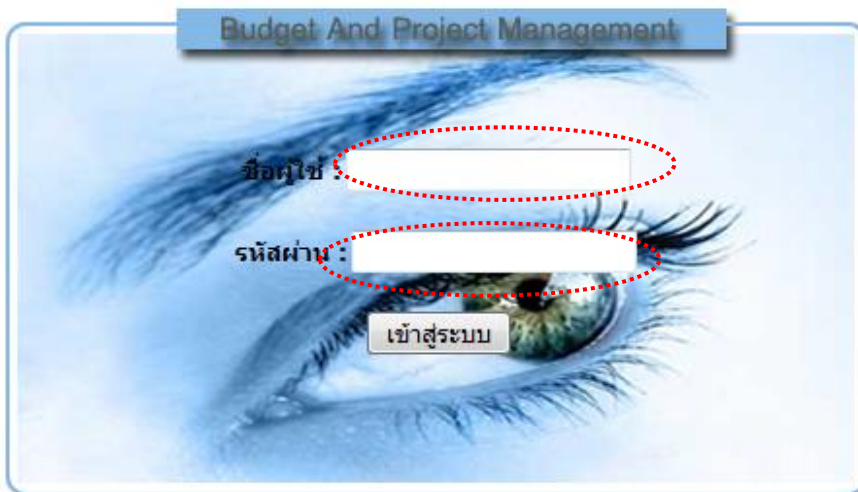 Budget And Project Management
ชื่อผู้ใช้ :
รหัสผ่าน :
เข้าสู่ระบบ